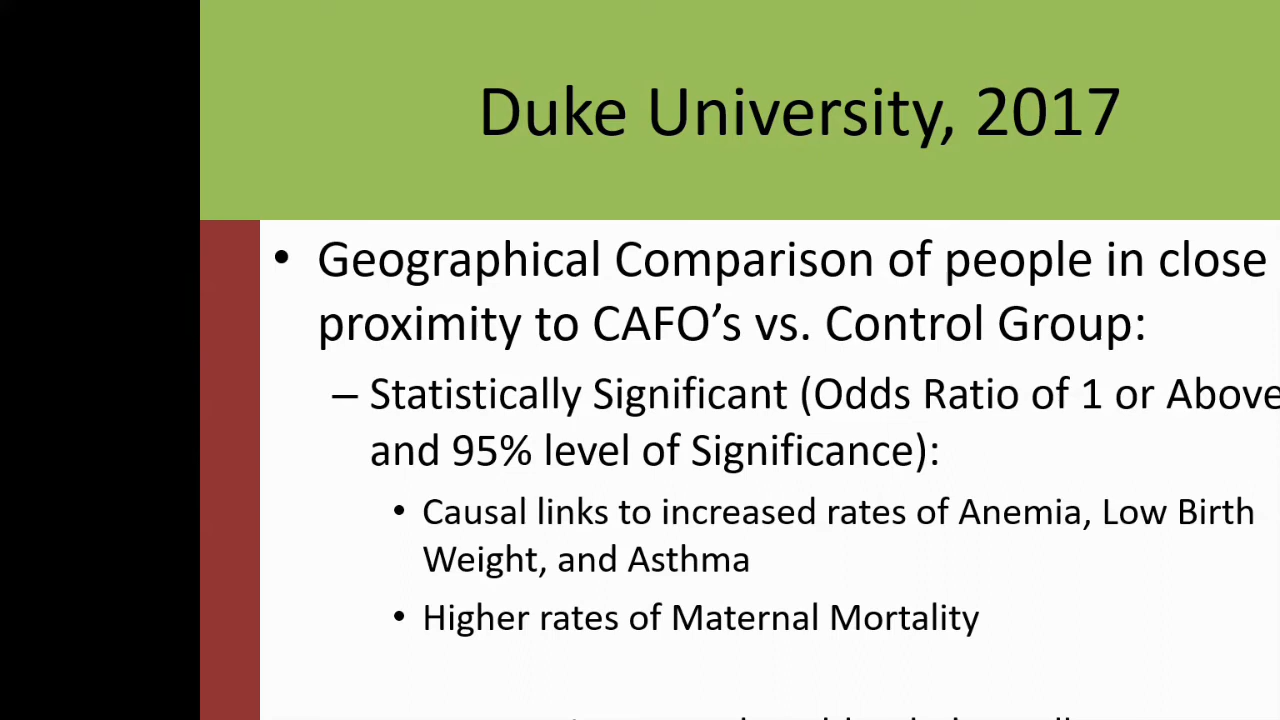 Duke University, 2017
• Geographical Comparison of people in close
proximity to CAFO’s vs. Control Group:
– Statistically Significant (Odds Ratio of 1 or Above
and 95% level of Significance):
• Causal links to increased rates of Anemia, Low Birth
Weight, and Asthma
• Higher rates of Maternal Mortality